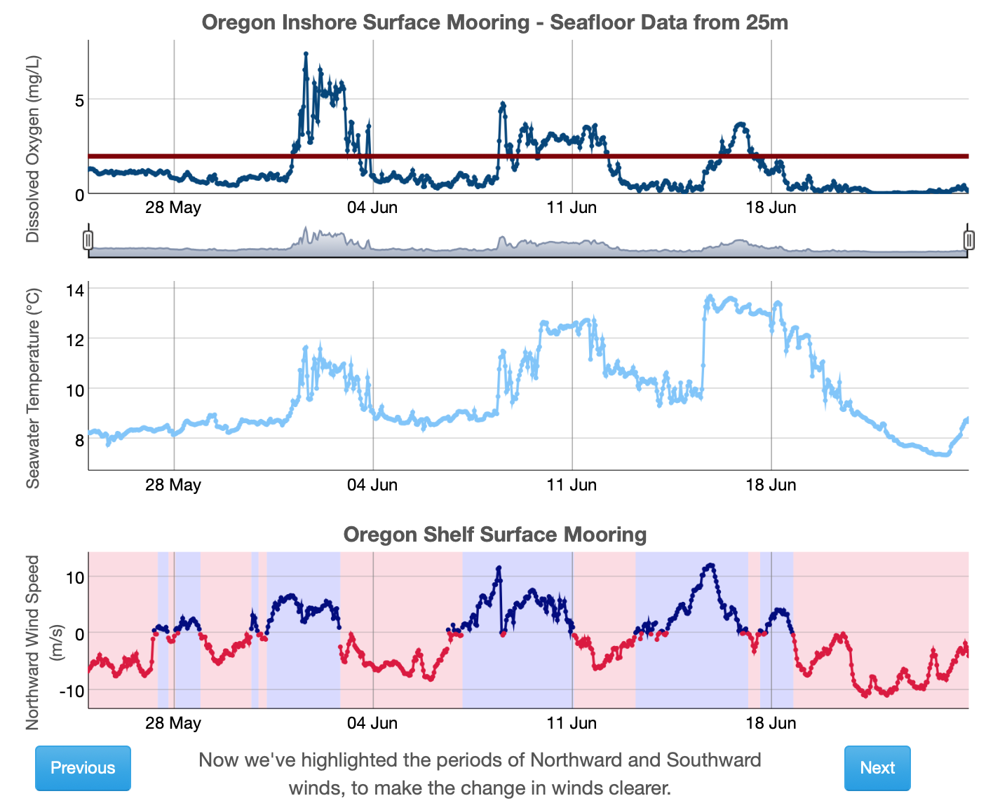 Oregon Inshore Surface Mooring - Seafloor Data from 25m
Dissolved Oxygen (mg/L)
5
0
28 May
04 Jun
11 Jun
18 Jun
Seawater Temperature (°C)
14
12
10
8
28 May
04 Jun
11 Jun
18 Jun
Oregon Shelf Surface Mooring
Northward Wind Speed
(m/s)
10
0
-10
28 May
04 Jun
11 Jun
18 Jun
Previous
Now we've highlighted the periods of Northward and Southward
winds, to make the change in winds clearer.
Next